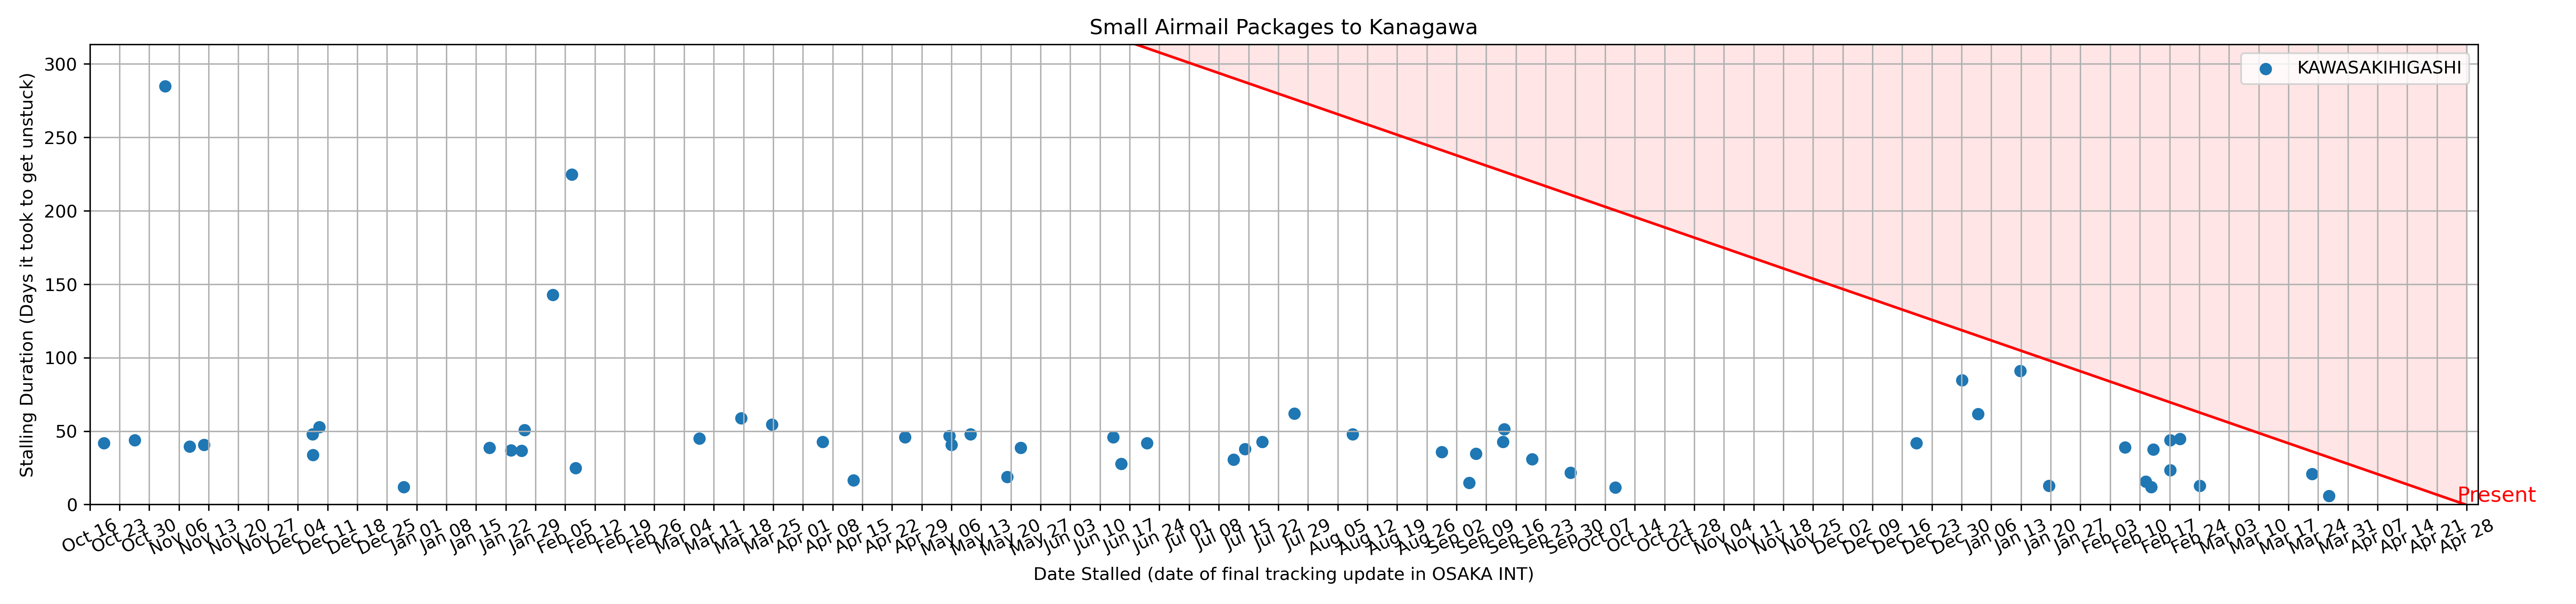 Small Airmail Packages to Kanagawa
KAWASAKIHIGASHI
Stalling Duration (Days it took to get unstuck)
300
250
200
150
100
50
0
Present
Oct 16 Oct 23 Oct 30 Nov 06 Nov 13 Nov 20 Nov 27 Dec 04 Dec 11 Dec 18 Dec 25 Jan 01 Jan 08 Jan 15 Jan 22 Jan 29 Feb 05 Feb 12 Feb 19 Feb 26 Mar 04 Mar 11 Mar 18 Mar 25 Apr 01 Apr 08 Apr 15 Apr 22 Apr 29 May 06 May 13 May 20 May 27 Jun 03 Jun 10 Jun 17 Jun 24 Jul 01 Jul 08 Jul 15 Jul 22 Jul 29 Aug 05 Aug 12 Aug 19 Aug 26 Sep 02 Sep 09 Sep 16 Sep 23 Sep 30 Oct 07 Oct 14 Oct 21 Oct 28 Nov 04 Nov 11 Nov 18 Nov 25 Dec 02 Dec 09 Dec 16 Dec 23 Dec 30 Jan 06 Jan 13 Jan 20 Jan 27 Feb 03 Feb 10 Feb 17 Feb 24 Mar 03 Mar 10 Mar 17 Mar 24 Mar 31 Apr 07 Apr 14 Apr 21 Apr 28
Date Stalled (date of final tracking update in OSAKA INT)